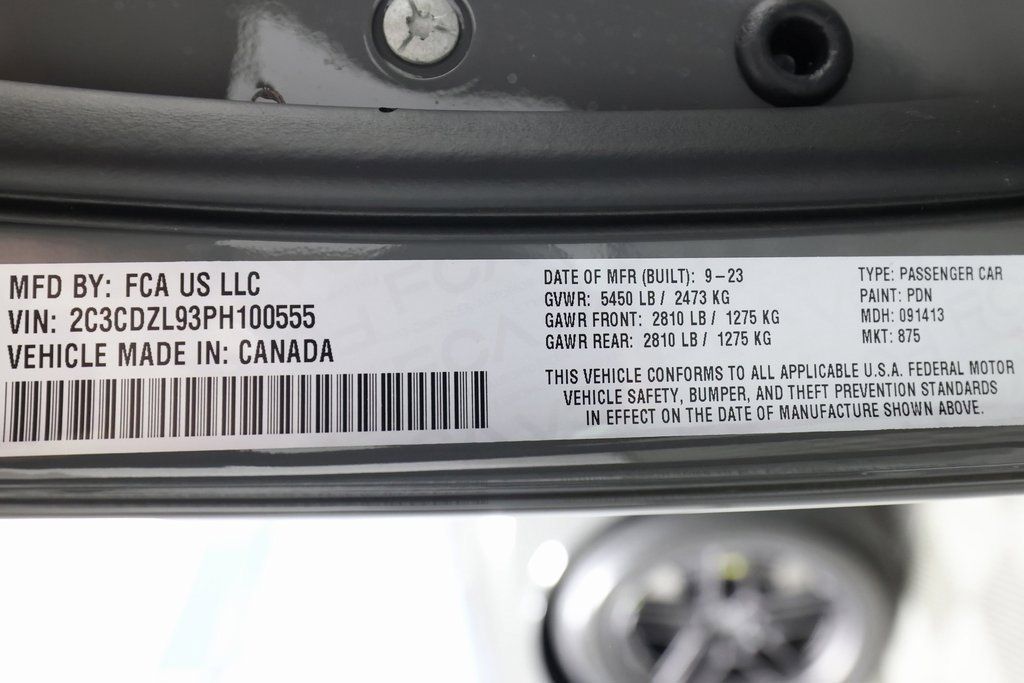 MFD BY: FCA US LLC
VIN: 2C3CDZL93PH100555
VEHICLE MADE IN: CANADA
DATE OF MFR (BUILT): 9-23
GVWR: 5450 LB / 2473 KG
GAWR FRONT: 2810 LB / 1275 KG
GAWR REAR: 2810 LB / 1275 KG
TYPE: PASSENGER CAR
PAINT: PDN
MDH: 091413
MKT: 875
THIS VEHICLE CONFORMS TO ALL APPLICABLE U.S.A. FEDERAL MOTOR
VEHICLE SAFETY, BUMPER, AND THEFT PREVENTION STANDARDS
IN EFFECT ON THE DATE OF MANUFACTURE SHOWN ABOVE.